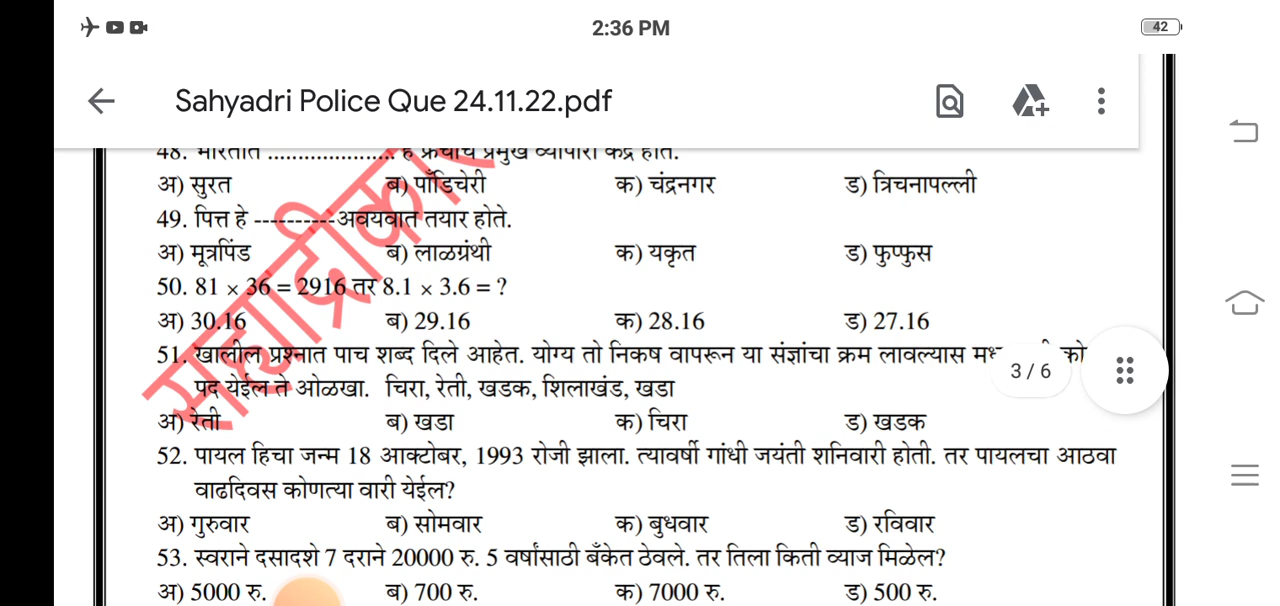 2:36 PM
42
Sahyadri Police Que 24.11.22.pdf
48. भारतात ..................... हे फ्रेंचांचे प्रमुख व्यापारी केंद्र होते.
अ) सुरत ब) पाँडिचेरी क) चंद्रनगर ड) त्रिचनापल्ली
49. पित्त हे ---------- अवयवात तयार होते.
अ) मूत्रपिंड ब) लाळग्रंथी क) यकृत ड) फुप्फुस
50. 81 × 36 = 2916 तर 8.1 × 3.6 = ?
अ) 30.16 ब) 29.16 क) 28.16 ड) 27.16
51. खालील प्रश्नात पाच शब्द दिले आहेत. योग्य तो निकष वापरून या संज्ञांचा क्रम लावल्यास
3 / 6
पद येईल ते ओळखा. चिरा, रेती, खडक, शिलाखंड, खडा
अ) रेती ब) खडा क) चिरा ड) खडक
52. पायल हिचा जन्म 18 आक्टोबर, 1993 रोजी झाला. त्यावर्षी गांधी जयंती शनिवारी होती. तर पायलचा आठवा
वाढदिवस कोणत्या वारी येईल?
अ) गुरुवार ब) सोमवार क) बुधवार ड) रविवार
53. स्वराने दसादशे 7 दराने 20000 रु. 5 वर्षांसाठी बँकेत ठेवले. तर तिला किती व्याज मिळेल?
अ) 5000 रु. ब) 700 रु. क) 7000 रु. ड) 500 रु.